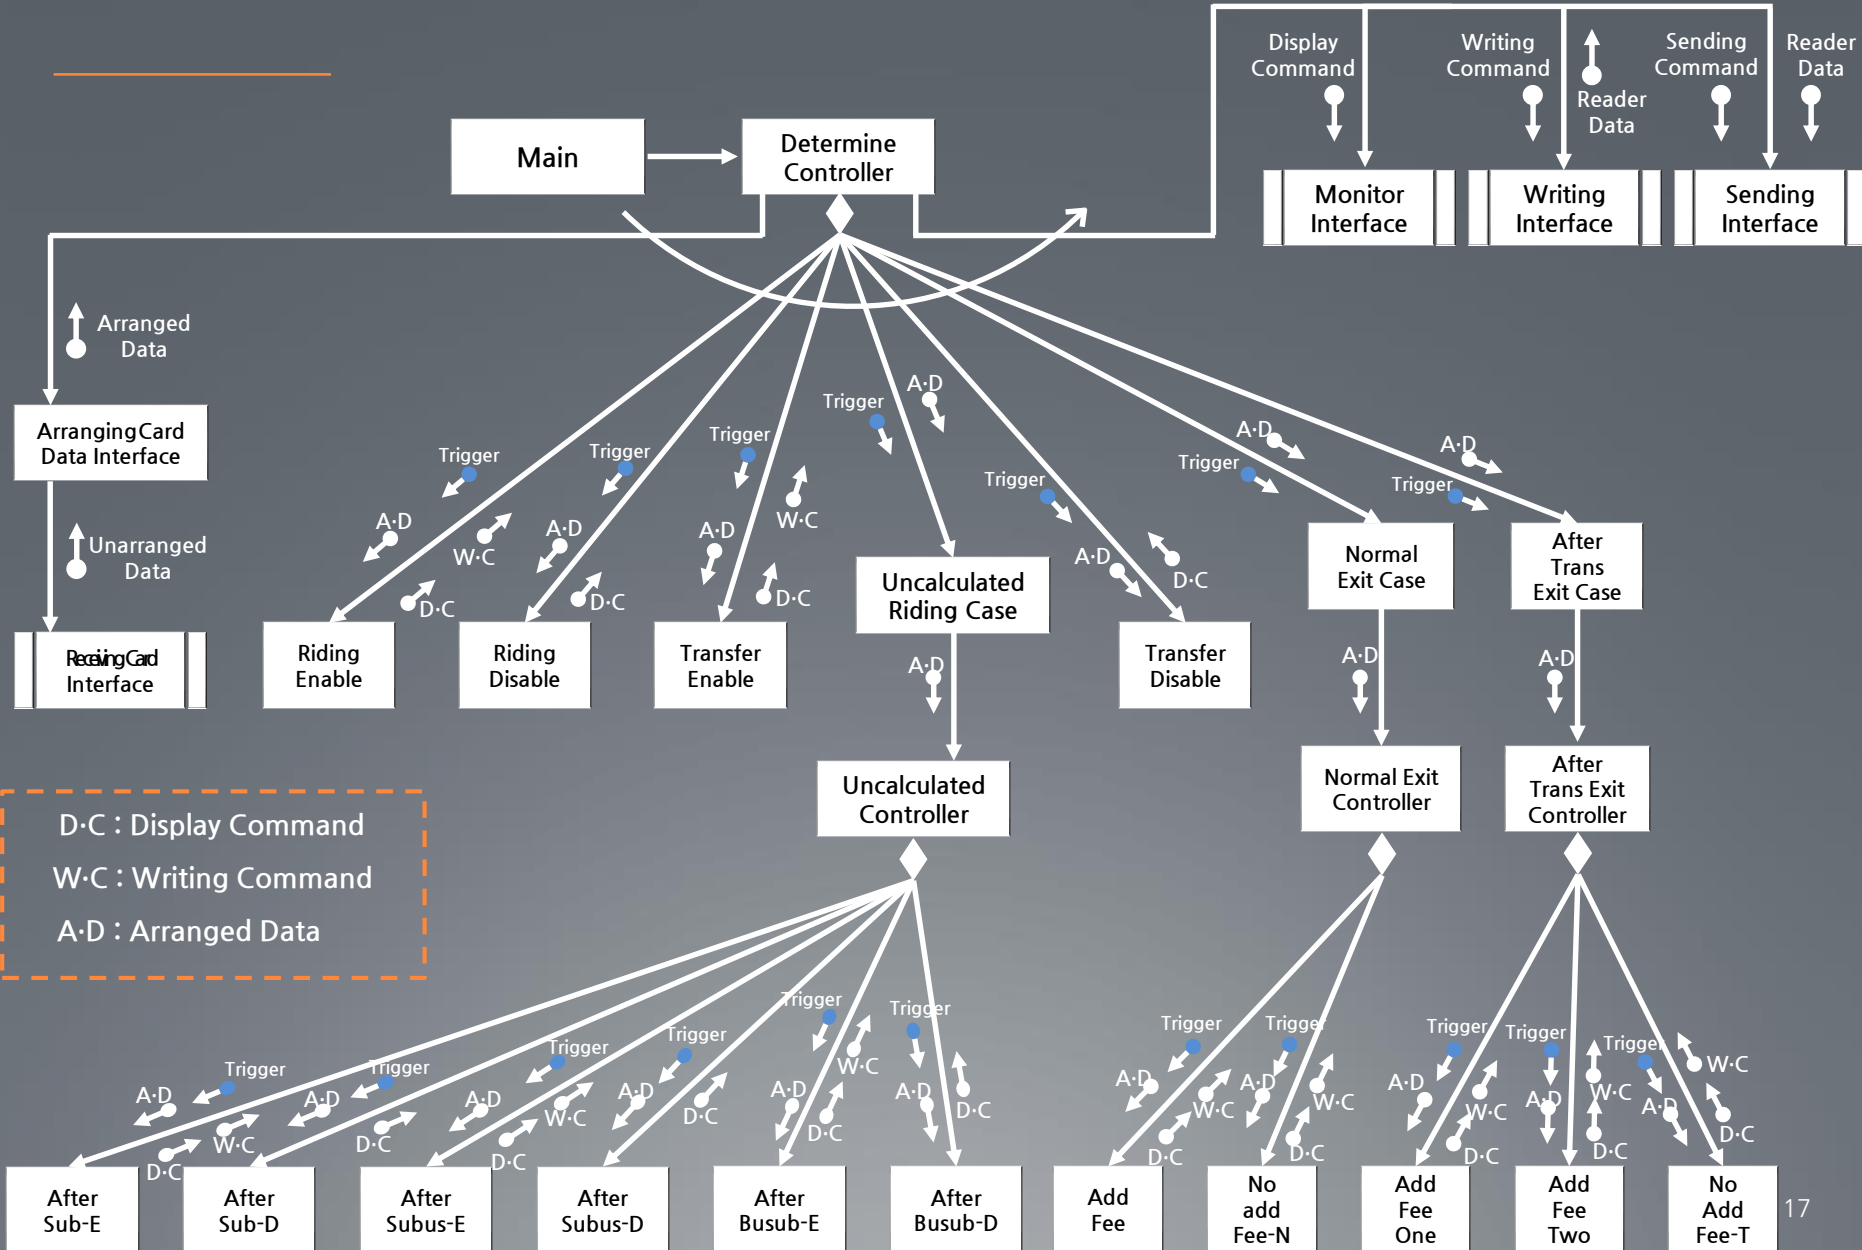 Display
Command
Writing
Command
Reader
Data
Sending
Command
Reader
Data
Main
Determine
Controller
Monitor
Interface
Writing
Interface
Sending
Interface
Arranged
Data
Arranging Card
Data Interface
Unarranged
Data
Receiving Card
Interface
Trigger
A·D
W·C
D·C
Trigger
A·D
D·C
Trigger
W·C
A·D
D·C
Trigger
A·D
Trigger
A·D
D·C
A·D
Trigger
A·D
Trigger
Riding
Enable
Riding
Disable
Transfer
Enable
Uncalculated
Riding Case
Transfer
Disable
Normal
Exit Case
After
Trans
Exit Case
A·D
A·D
A·D
Uncalculated
Controller
Normal Exit
Controller
After
Trans Exit
Controller
D·C : Display Command
W·C : Writing Command
A·D : Arranged Data
Trigger
A·D
W·C
D·C
Trigger
A·D
D·C
Trigger
A·D
W·C
D·C
Trigger
A·D
D·C
Trigger
W·C
A·D
D·C
Trigger
A·D
D·C
Trigger
A·D
W·C
D·C
Trigger
A·D
W·C
D·C
Trigger
A·D
W·C
D·C
Trigger
A·D
W·C
D·C
Trigger
W·C
A·D
D·C
After
Sub-E
After
Sub-D
After
Subus-E
After
Subus-D
After
Busub-E
After
Busub-D
Add
Fee
No
add
Fee-N
Add
Fee
One
Add
Fee
Two
No
Add
Fee-T
17